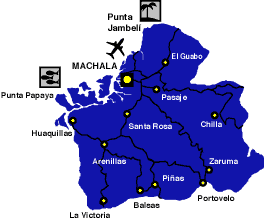 Punta
Jambelí
El Guabo
MACHALA
Pasaje
Punta Papaya
Santa Rosa
Chilla
Huaquillas
Arenillas
Zaruma
Piñas
Portovelo
La Victoria
Balsas